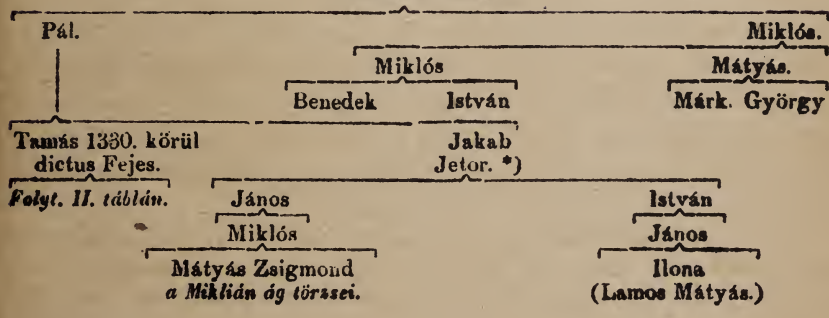 Pál. Miklós.
Miklós Mátyás.
Benedek István Márk. György
Tamás 1330. körül Jakab
dictus Fejes. Jetor. *)
Folyt. II. táblán. János István
Miklós János
Mátyás Zsigmond Ilona
a Miklián ág törzsei. (Lamos Mátyás.)